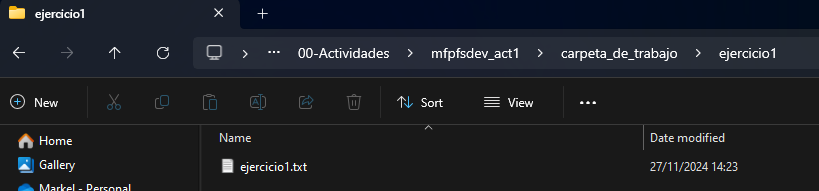 ejercicio1
00-Actividades > mfpfsdev_act1 > carpeta_de_trabajo > ejercicio1
New Sort View
Home
Gallery
Markel - Personal
Name Date modified
ejercicio1.txt 27/11/2024 14:23